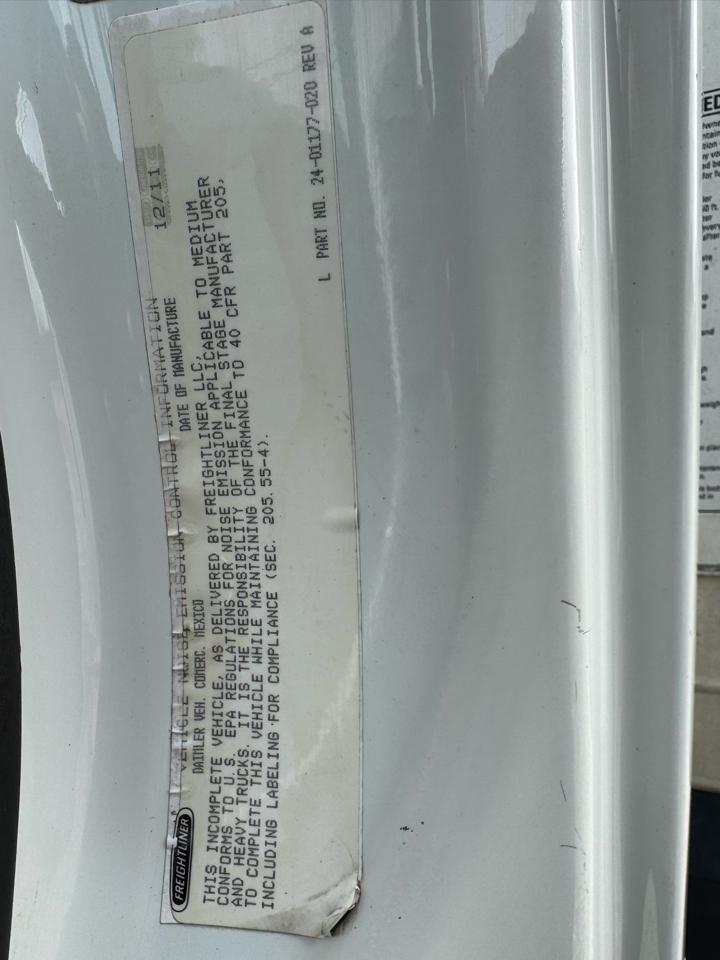 FREIGHTLINER
VEHICLE NOISE EMISSION CONTROL INFORMATION
DAIMLER VEH. COMERC. MEXICO DATE OF MANUFACTURE 12/11
THIS INCOMPLETE VEHICLE, AS DELIVERED BY FREIGHTLINER LLC,
CONFORMS TO U.S. EPA REGULATIONS FOR NOISE EMISSION APPLICABLE TO MEDIUM
AND HEAVY TRUCKS. IT IS THE RESPONSIBILITY OF THE FINAL STAGE MANUFACTURER
TO COMPLETE THIS VEHICLE WHILE MAINTAINING CONFORMANCE TO 40 CFR PART 205,
INCLUDING LABELING FOR COMPLIANCE (SEC. 205.55-4).
L PART NO. 24-01177-020 REV A